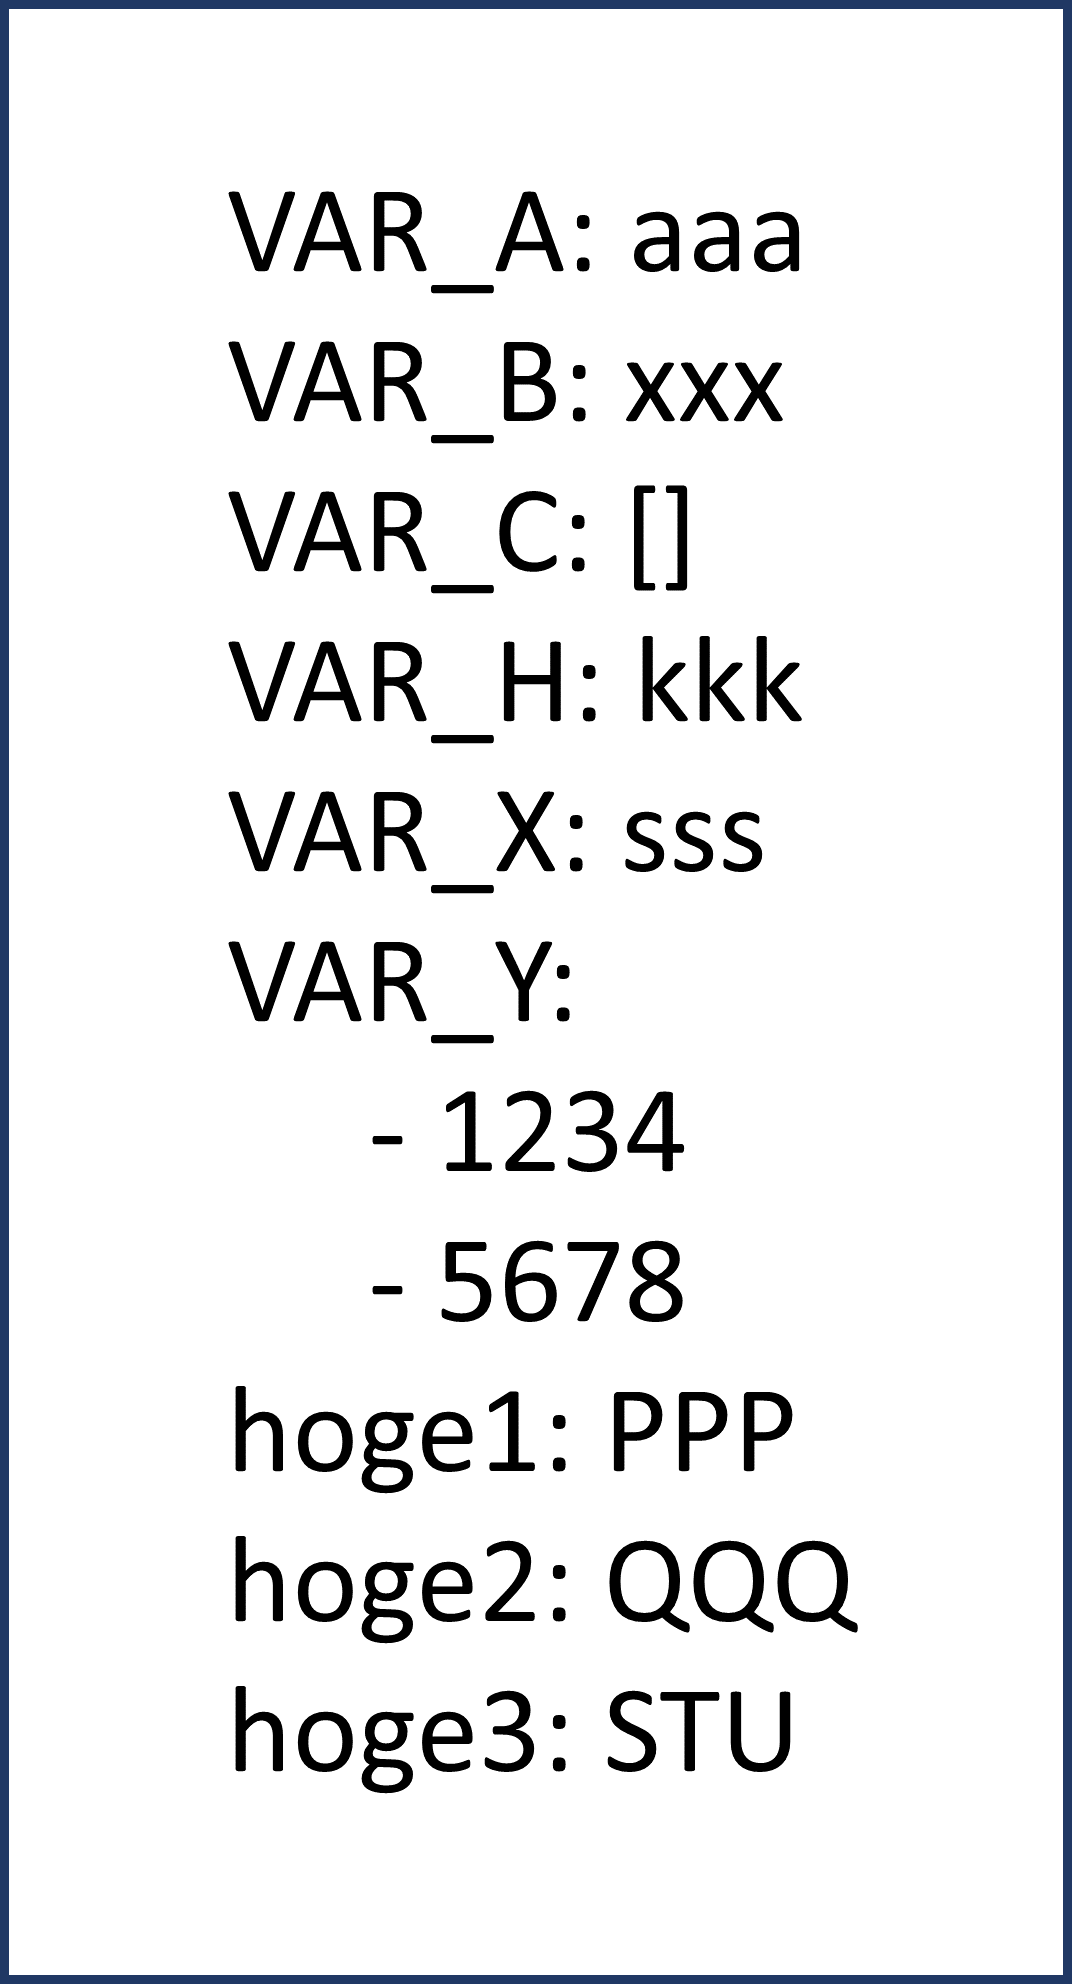 VAR_A: aaa
VAR_B: xxx
VAR_C: []
VAR_H: kkk
VAR_X: sss
VAR_Y:
- 1234
- 5678
hoge1: PPP
hoge2: QQQ
hoge3: STU